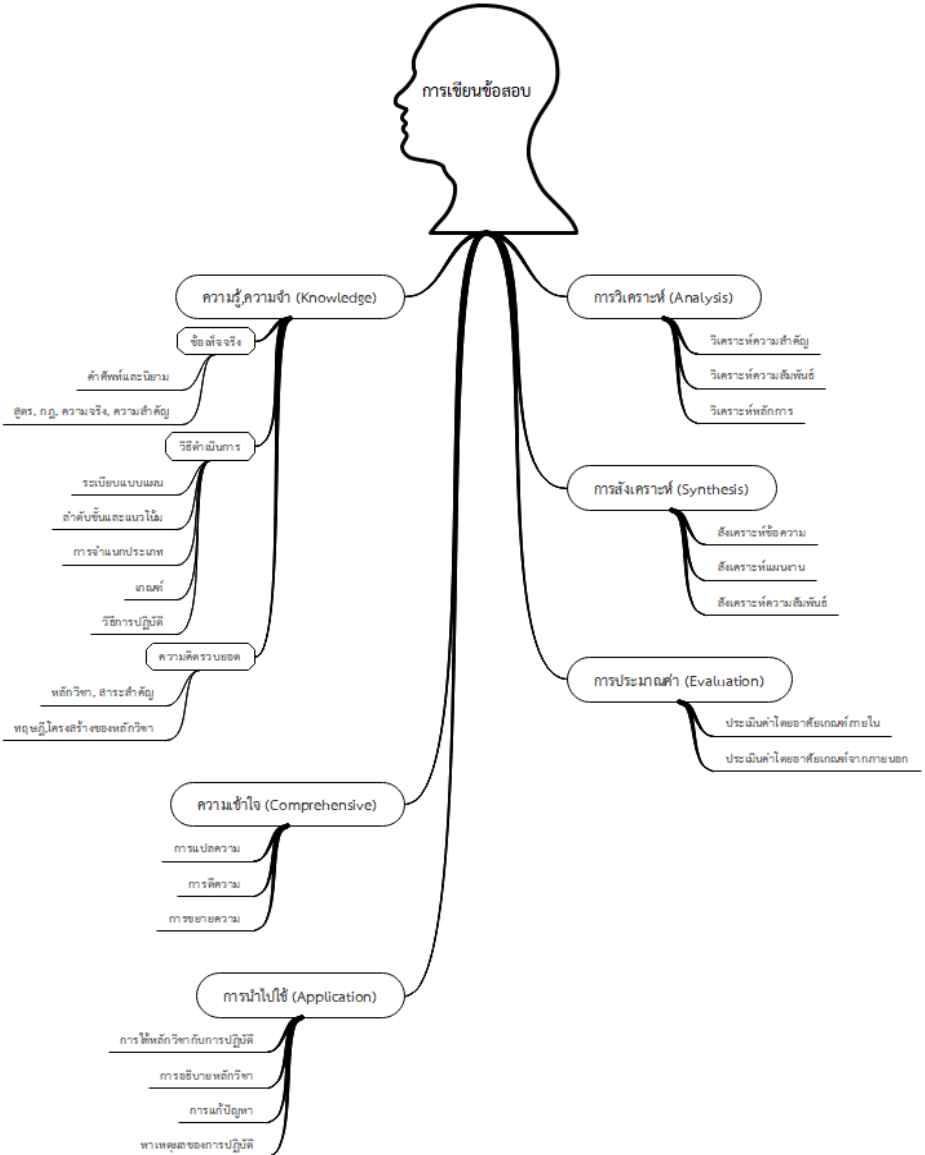 การเขียนข้อสอบ
ความรู้,ความจำ (Knowledge)
ข้อเท็จจริง
คำศัพท์และนิยาม
สูตร, กฎ, ความจริง, ความสำคัญ
วิธีดำเนินการ
ระเบียบแบบแผน
ลำดับขั้นและแนวโน้ม
การจำแนกประเภท
เกณฑ์
วิธีการปฏิบัติ
ความคิดรวบยอด
หลักวิชา, สาระสำคัญ
ทฤษฎี,โครงสร้างของหลักวิชา
ความเข้าใจ (Comprehensive)
การแปลความ
การตีความ
การขยายความ
การนำไปใช้ (Application)
การใช้หลักวิชากับการปฏิบัติ
การอธิบายหลักวิชา
การแก้ปัญหา
หาเหตุผลของการปฏิบัติ
การวิเคราะห์ (Analysis)
วิเคราะห์ความสำคัญ
วิเคราะห์ความสัมพันธ์
วิเคราะห์หลักการ
การสังเคราะห์ (Synthesis)
สังเคราะห์ข้อความ
สังเคราะห์แผนงาน
สังเคราะห์ความสัมพันธ์
การประมาณค่า (Evaluation)
ประเมินค่าโดยอาศัยเกณฑ์ภายใน
ประเมินค่าโดยอาศัยเกณฑ์จากภายนอก